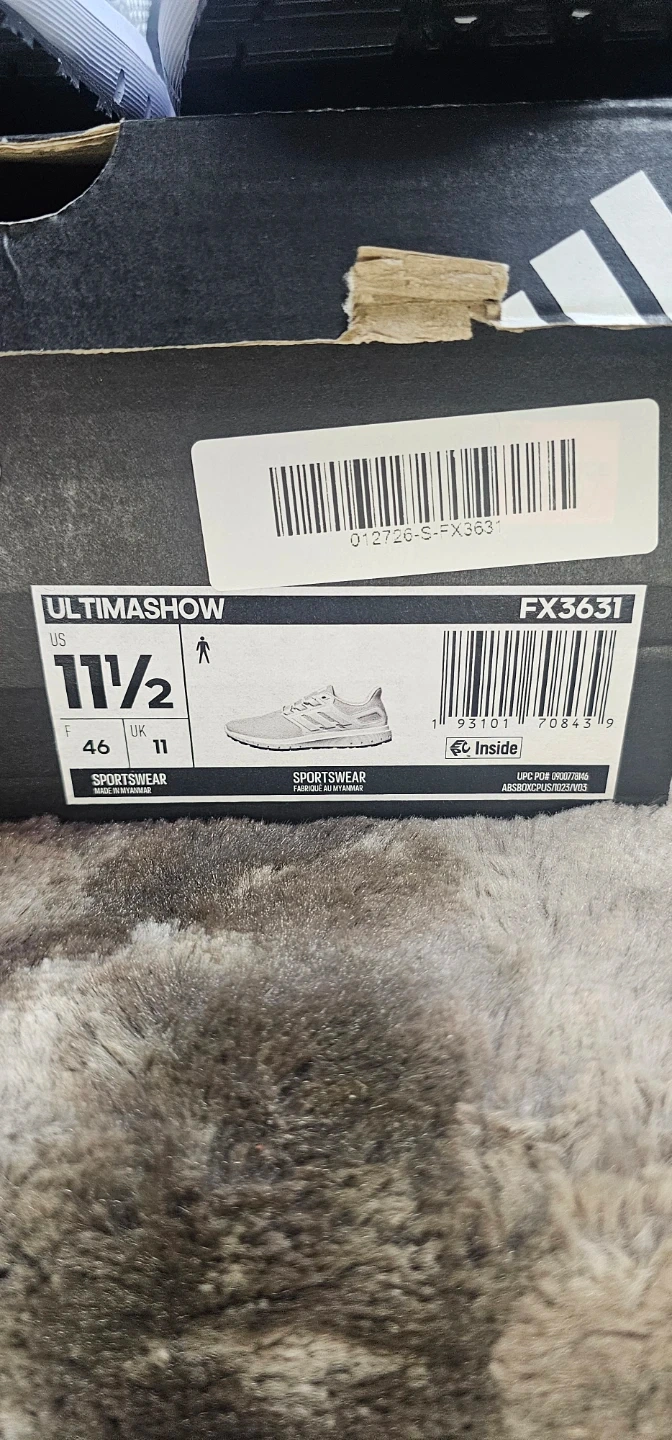 012726-S-FX3631
ULTIMASHOW FX3631
US
11½
F 46 UK 11
1 93101 70843 9
Inside
SPORTSWEAR SPORTSWEAR UPC PO# 0900778146
MADE IN MYANMAR FABRIQUÉ AU MYANMAR ABSBOXCPUS/1023/V03